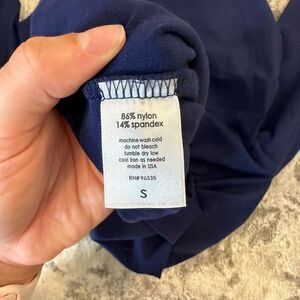 86% nylon
14% spandex
machine wash cold
do not bleach
tumble dry low
cool iron as needed
made in USA
RN# 96335
S